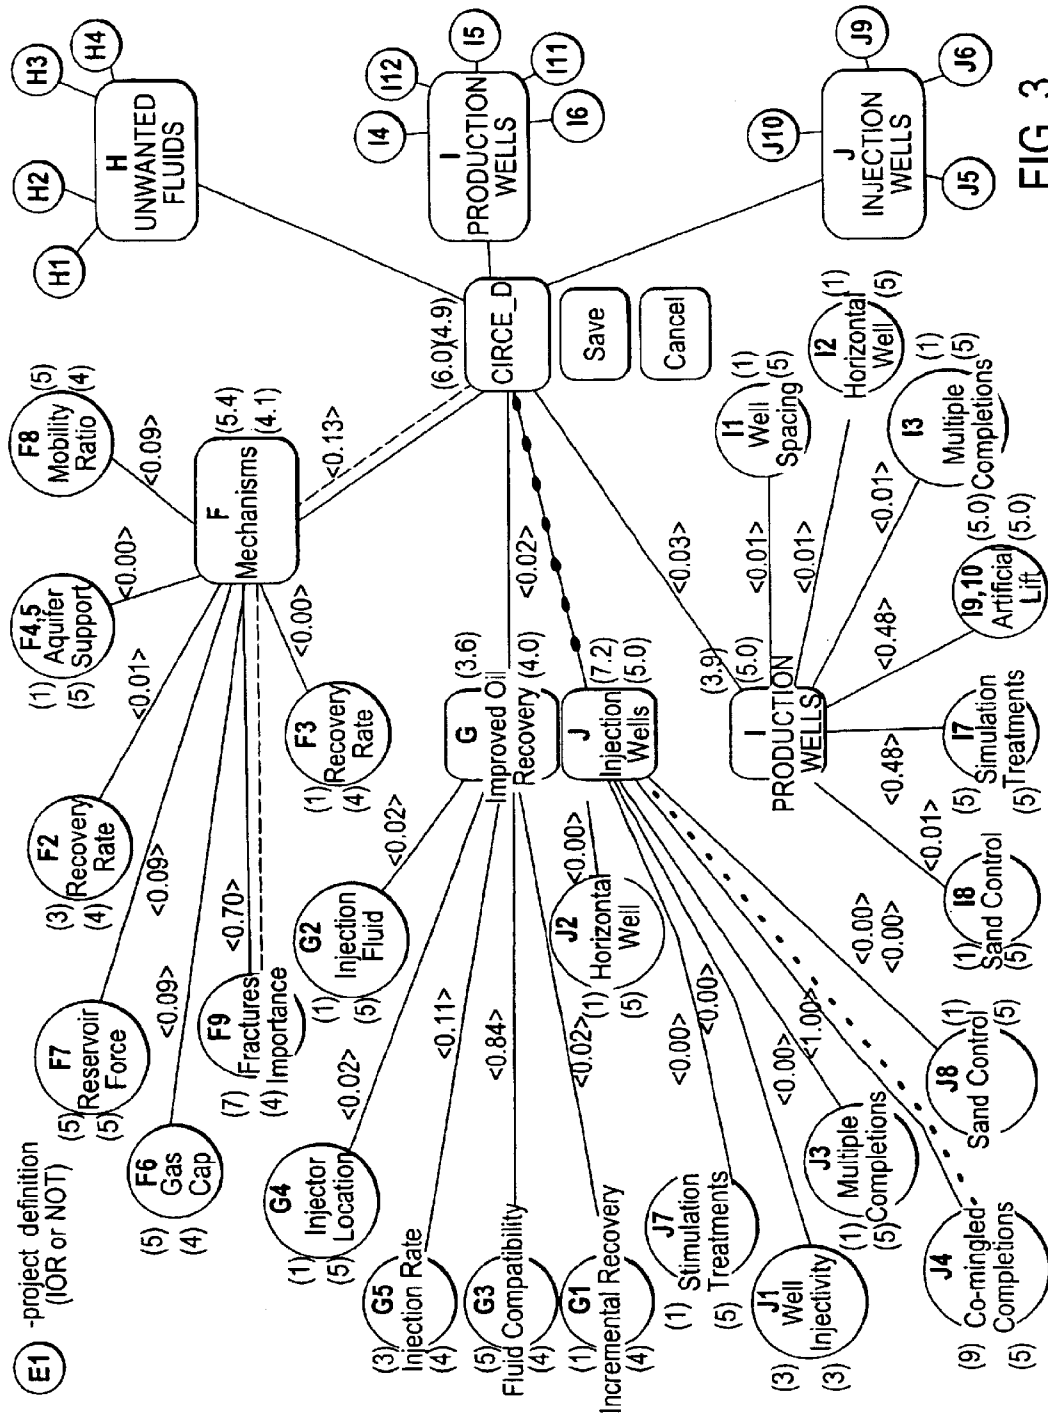 E1 -project definition
(IOR or NOT)
F6
Gas
Cap
(5)
(4)
F7
Reservoir
Force
(5)
(5)
<0.09>
<0.09>
F2
Recovery
Rate
(3)
(4)
<0.01>
F4,5
Aquifer
Support
(1)
(5)
<0.00>
F8
Mobility
Ratio
(5)
(4)
<0.09>
F9
Fractures
Importance
(7)
(4)
<0.70>
F3
Recovery
Rate
(1)
(4)
<0.00>
F
Mechanisms
(5.4)
(4.1)
<0.13>
H1
H2
H3
H4
H
UNWANTED
FLUIDS
G4
Injector
Location
(1)
(5)
<0.02>
G2
Injection
Fluid
(1)
(5)
<0.02>
G5
Injection Rate
(3)
(4)
<0.11>
G3
Fluid Compatibility
(5)
(4)
<0.84>
G1
Incremental Recovery
(1)
(4)
<0.02>
G
Improved Oil
Recovery
(3.6)
(4.0)
<0.02>
(6.0)(4.9)
CIRCE_D
Save
Cancel
I4
I12
I5
I11
I6
I
PRODUCTION
WELLS
J2
Horizontal
Well
(1)
(5)
<0.00>
J
Injection
Wells
(7.2)
(5.0)
J7
Stimulation
Treatments
(1)
(5)
<0.00>
J1
Well
Injectivity
(3)
(3)
<0.00>
J3
Multiple
Completions
(1)
(5)
<0.00>
<1.00>
J4
Co-mingled
Completions
(9)
(5)
J8
Sand Control
(1)
(5)
<0.00>
<0.00>
I
PRODUCTION
WELLS
(3.9)
(5.0)
<0.03>
I1
Well
Spacing
(1)
(5)
<0.01>
I2
Horizontal
Well
(1)
(5)
<0.01>
I3
Multiple
Completions
(1)
(5)
<0.01>
I9,10
Artificial
Lift
(5.0)
(5.0)
<0.48>
I7
Simulation
Treatments
(5)
(5)
<0.48>
I8
Sand Control
(1)
(5)
<0.01>
J10
J9
J6
J5
J
INJECTION
WELLS
FIG. 3